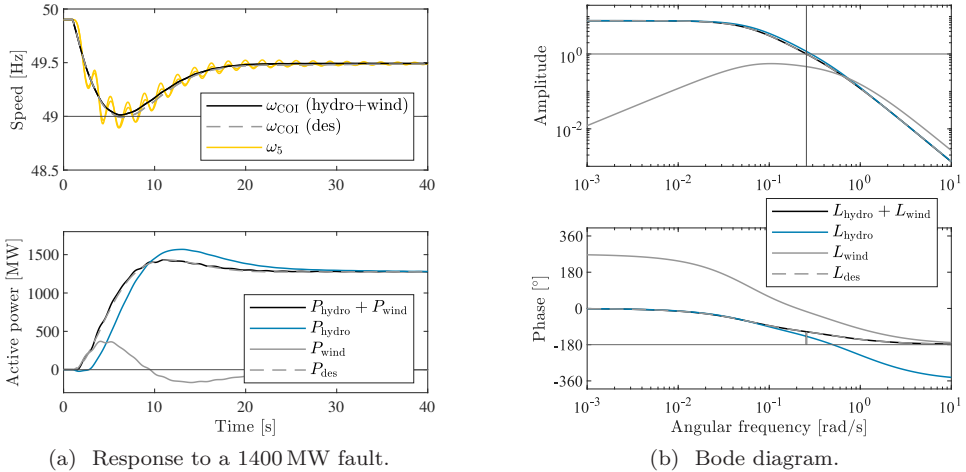 50
49.5
49
48.5
Speed [Hz]
ω_COI (hydro+wind)
ω_COI (des)
ω_5
0 10 20 30 40
1500
1000
500
0
Active power [MW]
P_hydro + P_wind
P_hydro
P_wind
P_des
0 10 20 30 40
Time [s]
(a) Response to a 1400 MW fault.
10^0
10^-2
Amplitude
10^-3 10^-2 10^-1 10^0 10^1
L_hydro + L_wind
L_hydro
L_wind
L_des
360
180
0
-180
-360
Phase [°]
10^-3 10^-2 10^-1 10^0 10^1
Angular frequency [rad/s]
(b) Bode diagram.